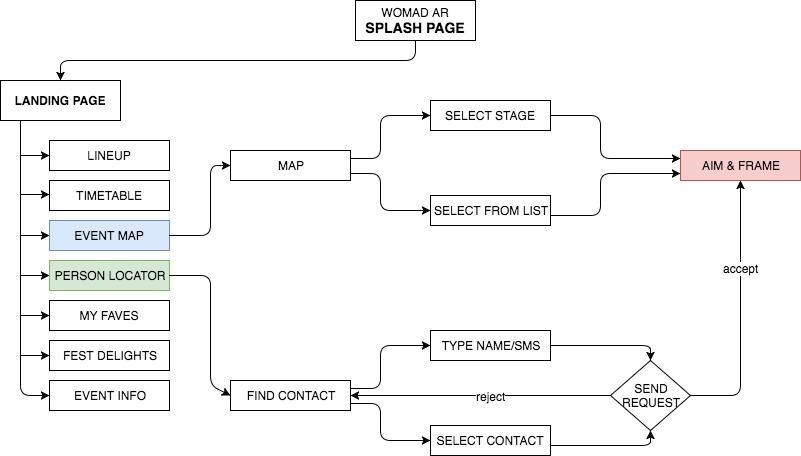 WOMAD AR
SPLASH PAGE
LANDING PAGE
LINEUP
TIMETABLE
EVENT MAP
PERSON LOCATOR
MY FAVES
FEST DELIGHTS
EVENT INFO
MAP
SELECT STAGE
SELECT FROM LIST
AIM & FRAME
accept
FIND CONTACT
TYPE NAME/SMS
reject
SELECT CONTACT
SEND
REQUEST